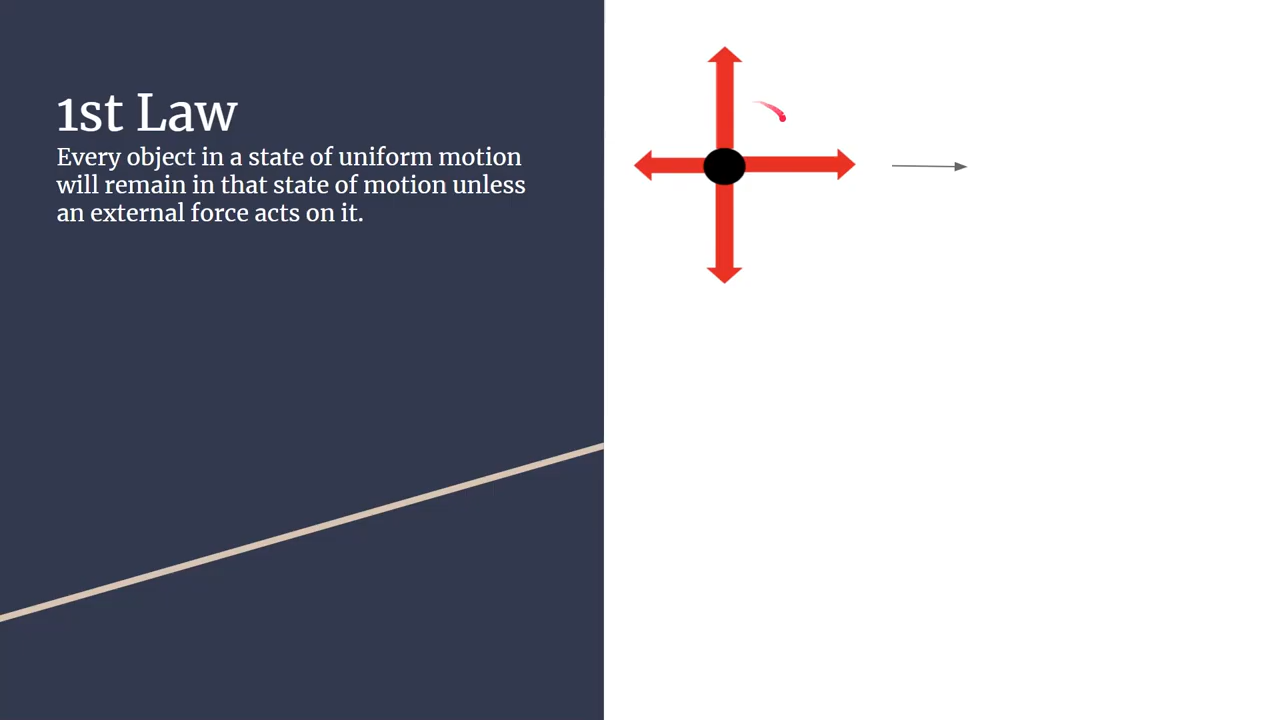 1st Law
Every object in a state of uniform motion
will remain in that state of motion unless
an external force acts on it.